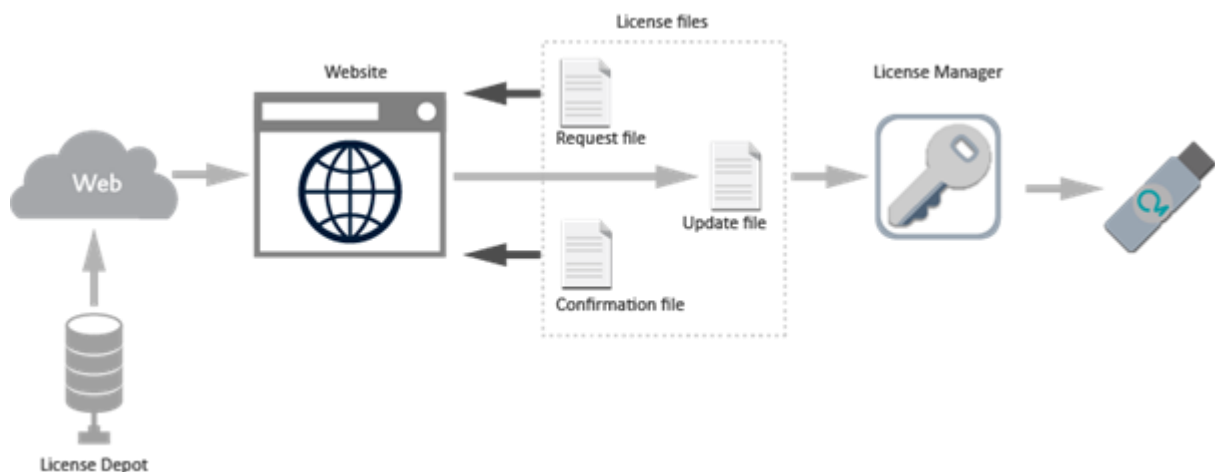 License files
Website
License Manager
Request file
Web
Update file
Confirmation file
License Depot